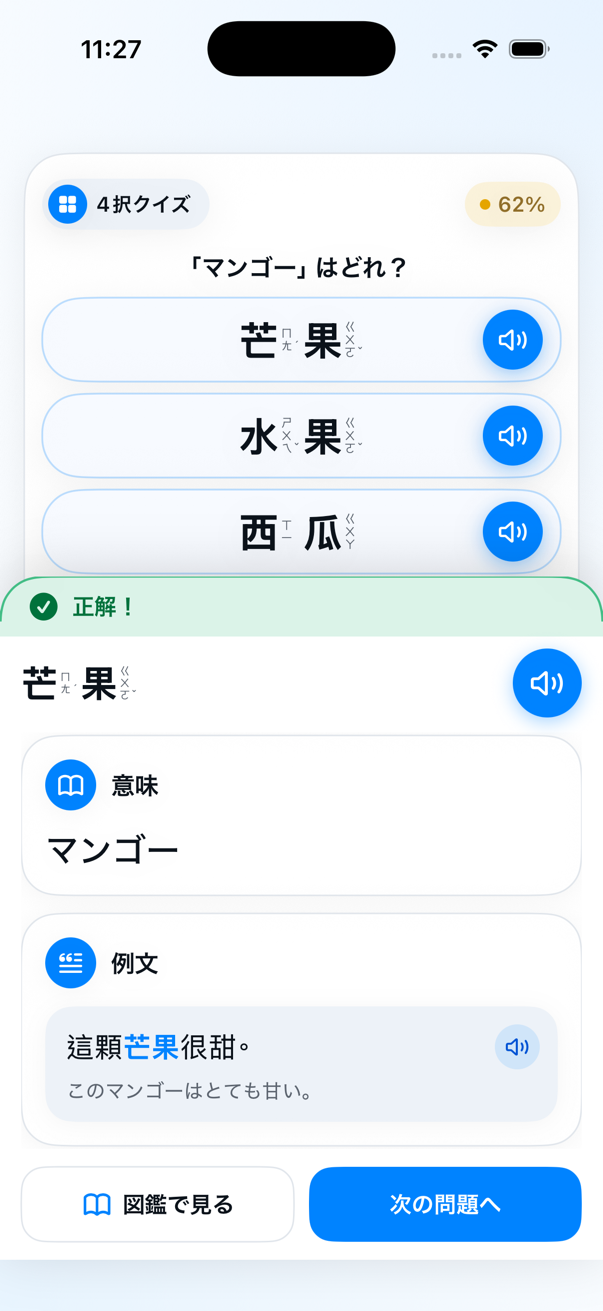 11:27
4択クイズ
62%
「マンゴー」はどれ？
芒ㄇㄤˊ果ㄍㄨㄛˇ
水ㄕㄨㄟˇ果ㄍㄨㄛˇ
西ㄒㄧ瓜ㄍㄨㄚ
正解！
芒ㄇㄤˊ果ㄍㄨㄛˇ
意味
マンゴー
例文
這顆芒果很甜。
このマンゴーはとても甘い。
図鑑で見る
次の問題へ